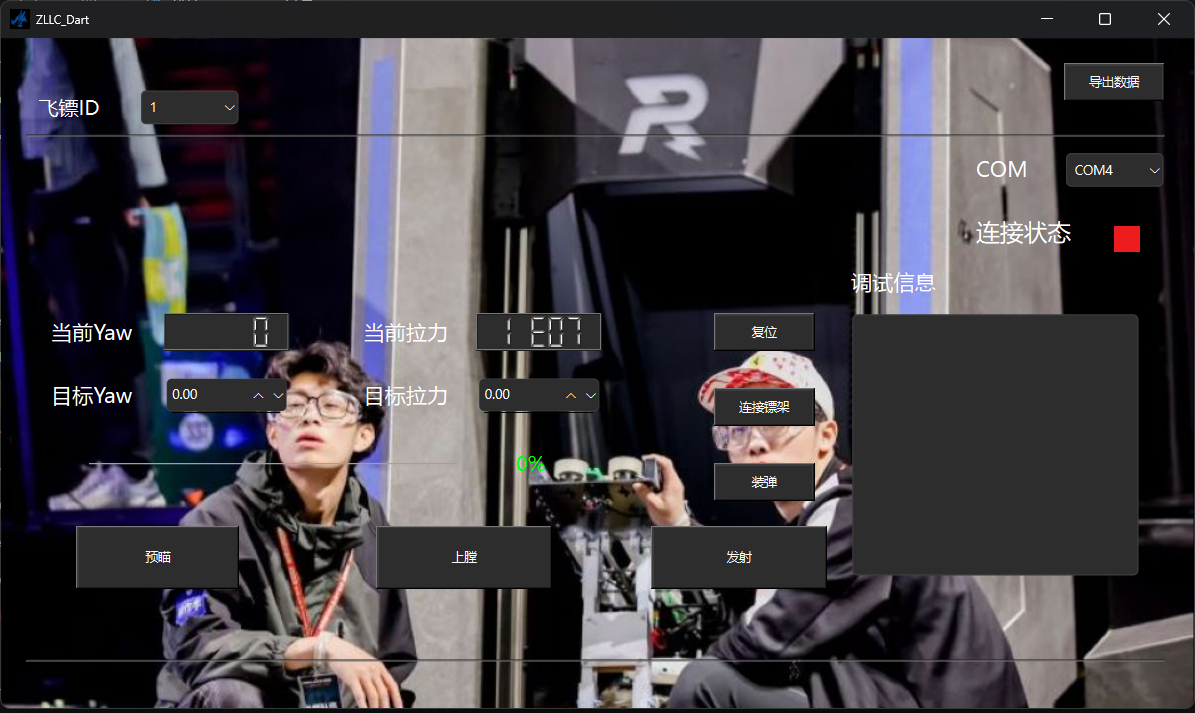 ZLLC_Dart
导出数据
飞镖ID
1
COM
COM4
连接状态
调试信息
当前Yaw
0
当前拉力
1 E07
复位
目标Yaw
0.00
目标拉力
0.00
连接镖架
0%
装弹
预瞄
上膛
发射